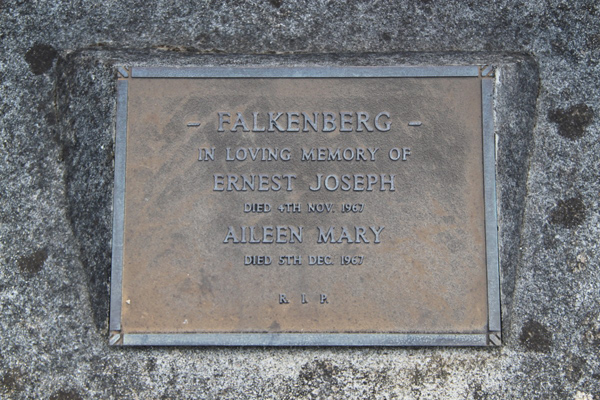 - FALKENBERG -
IN LOVING MEMORY OF
ERNEST JOSEPH
DIED 4TH NOV. 1967
AILEEN MARY
DIED 5TH DEC. 1967
R. I. P.